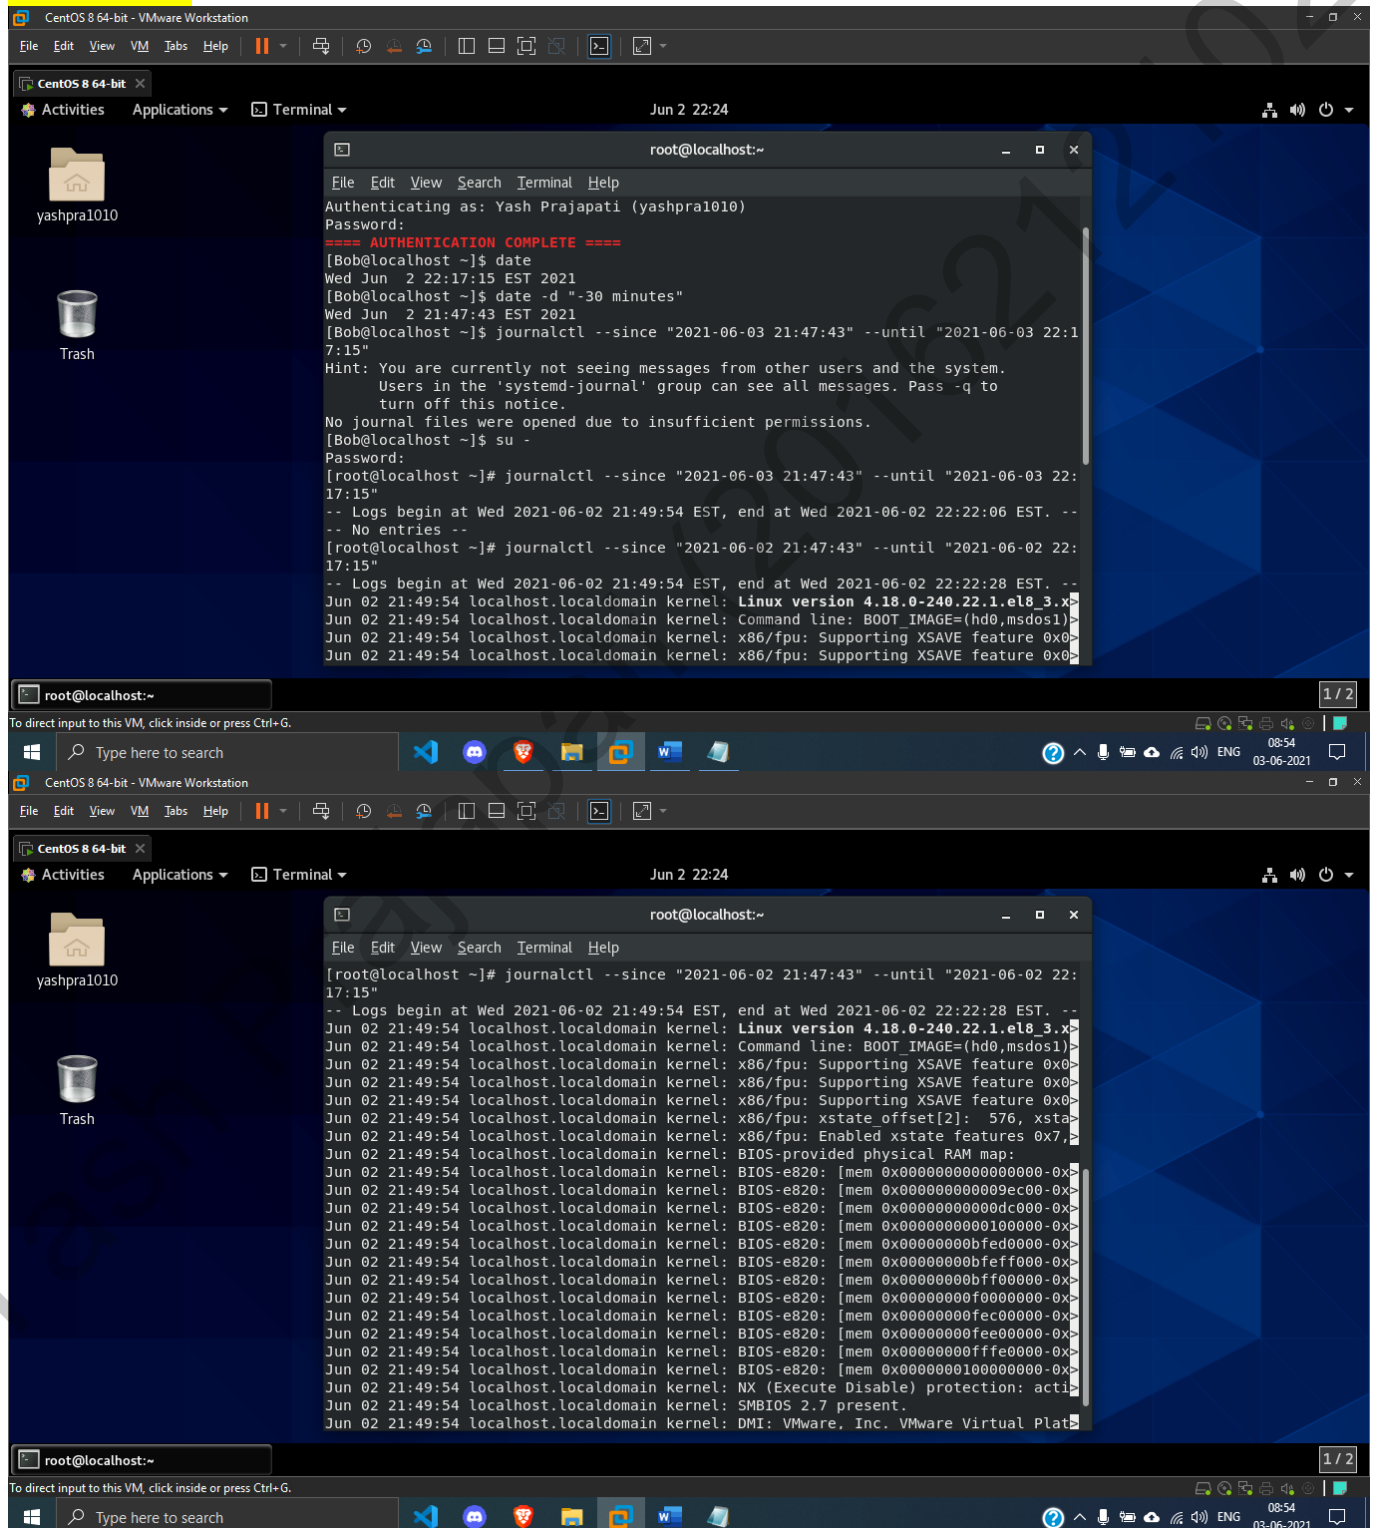 CentOS 8 64-bit - VMware Workstation
File Edit View VM Tabs Help
CentOS 8 64-bit
Activities Applications Terminal Jun 2 22:24
root@localhost:~
File Edit View Search Terminal Help
yashpra1010
Trash
Authenticating as: Yash Prajapati (yashpra1010)
Password:
==== AUTHENTICATION COMPLETE ====
[Bob@localhost ~]$ date
Wed Jun  2 22:17:15 EST 2021
[Bob@localhost ~]$ date -d "-30 minutes"
Wed Jun  2 21:47:43 EST 2021
[Bob@localhost ~]$ journalctl --since "2021-06-03 21:47:43" --until "2021-06-03 22:1
7:15"
Hint: You are currently not seeing messages from other users and the system.
Users in the 'systemd-journal' group can see all messages. Pass -q to
turn off this notice.
No journal files were opened due to insufficient permissions.
[Bob@localhost ~]$ su -
Password:
[root@localhost ~]# journalctl --since "2021-06-03 21:47:43" --until "2021-06-03 22:
17:15"
-- Logs begin at Wed 2021-06-02 21:49:54 EST, end at Wed 2021-06-02 22:22:06 EST. --
-- No entries --
[root@localhost ~]# journalctl --since "2021-06-02 21:47:43" --until "2021-06-02 22:
17:15"
-- Logs begin at Wed 2021-06-02 21:49:54 EST, end at Wed 2021-06-02 22:22:28 EST. --
Jun 02 21:49:54 localhost.localdomain kernel: Linux version 4.18.0-240.22.1.el8_3.x>
Jun 02 21:49:54 localhost.localdomain kernel: Command line: BOOT_IMAGE=(hd0,msdos1)>
Jun 02 21:49:54 localhost.localdomain kernel: x86/fpu: Supporting XSAVE feature 0x0>
Jun 02 21:49:54 localhost.localdomain kernel: x86/fpu: Supporting XSAVE feature 0x0>
root@localhost:~ 1 / 2
To direct input to this VM, click inside or press Ctrl+G.
Type here to search ENG 08:54
03-06-2021
CentOS 8 64-bit - VMware Workstation
File Edit View VM Tabs Help
CentOS 8 64-bit
Activities Applications Terminal Jun 2 22:24
root@localhost:~
File Edit View Search Terminal Help
yashpra1010
Trash
[root@localhost ~]# journalctl --since "2021-06-02 21:47:43" --until "2021-06-02 22:
17:15"
-- Logs begin at Wed 2021-06-02 21:49:54 EST, end at Wed 2021-06-02 22:22:28 EST. --
Jun 02 21:49:54 localhost.localdomain kernel: Linux version 4.18.0-240.22.1.el8_3.x>
Jun 02 21:49:54 localhost.localdomain kernel: Command line: BOOT_IMAGE=(hd0,msdos1)>
Jun 02 21:49:54 localhost.localdomain kernel: x86/fpu: Supporting XSAVE feature 0x0>
Jun 02 21:49:54 localhost.localdomain kernel: x86/fpu: Supporting XSAVE feature 0x0>
Jun 02 21:49:54 localhost.localdomain kernel: x86/fpu: Supporting XSAVE feature 0x0>
Jun 02 21:49:54 localhost.localdomain kernel: x86/fpu: xstate_offset[2]:  576, xsta>
Jun 02 21:49:54 localhost.localdomain kernel: x86/fpu: Enabled xstate features 0x7,>
Jun 02 21:49:54 localhost.localdomain kernel: BIOS-provided physical RAM map:
Jun 02 21:49:54 localhost.localdomain kernel: BIOS-e820: [mem 0x0000000000000000-0x>
Jun 02 21:49:54 localhost.localdomain kernel: BIOS-e820: [mem 0x000000000009ec00-0x>
Jun 02 21:49:54 localhost.localdomain kernel: BIOS-e820: [mem 0x00000000000dc000-0x>
Jun 02 21:49:54 localhost.localdomain kernel: BIOS-e820: [mem 0x0000000000100000-0x>
Jun 02 21:49:54 localhost.localdomain kernel: BIOS-e820: [mem 0x00000000bfed0000-0x>
Jun 02 21:49:54 localhost.localdomain kernel: BIOS-e820: [mem 0x00000000bfeff000-0x>
Jun 02 21:49:54 localhost.localdomain kernel: BIOS-e820: [mem 0x00000000bff00000-0x>
Jun 02 21:49:54 localhost.localdomain kernel: BIOS-e820: [mem 0x00000000f0000000-0x>
Jun 02 21:49:54 localhost.localdomain kernel: BIOS-e820: [mem 0x00000000fec00000-0x>
Jun 02 21:49:54 localhost.localdomain kernel: BIOS-e820: [mem 0x00000000fee00000-0x>
Jun 02 21:49:54 localhost.localdomain kernel: BIOS-e820: [mem 0x00000000fffe0000-0x>
Jun 02 21:49:54 localhost.localdomain kernel: BIOS-e820: [mem 0x0000000100000000-0x>
Jun 02 21:49:54 localhost.localdomain kernel: NX (Execute Disable) protection: acti>
Jun 02 21:49:54 localhost.localdomain kernel: SMBIOS 2.7 present.
Jun 02 21:49:54 localhost.localdomain kernel: DMI: VMware, Inc. VMware Virtual Plat>
root@localhost:~ 1 / 2
To direct input to this VM, click inside or press Ctrl+G.
Type here to search ENG 08:54
03-06-2021